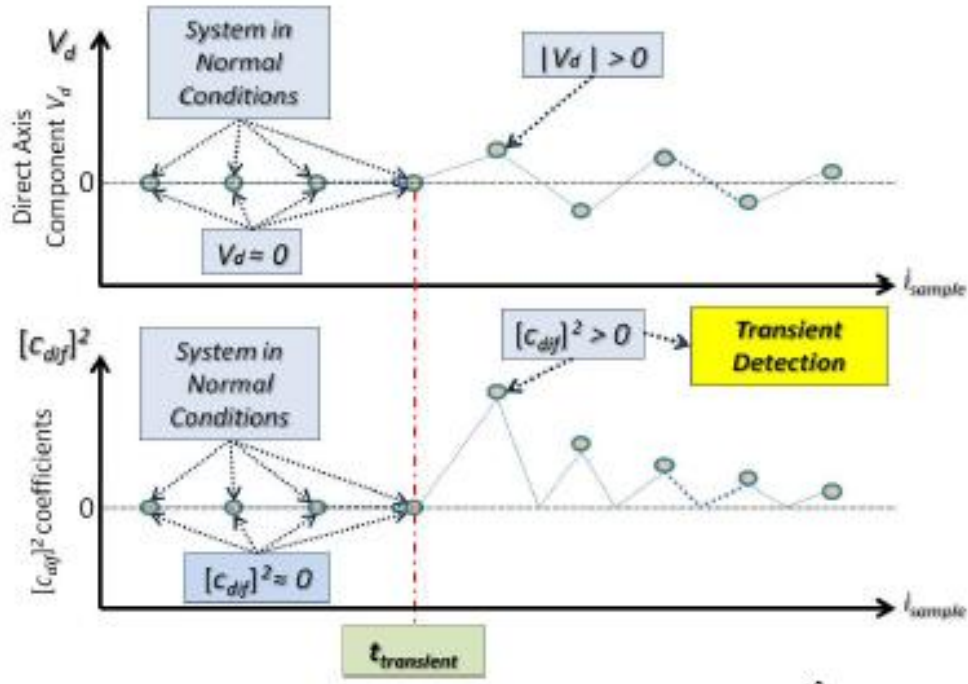 V_d
System in
Normal
Conditions
|V_d| > 0
Direct Axis
Component V_d
0
V_d ≈ 0
i_sample
[c_dif]²
System in
Normal
Conditions
[c_dif]² > 0
Transient
Detection
[c_dif]² coefficients
0
[c_dif]² ≈ 0
i_sample
t_transient